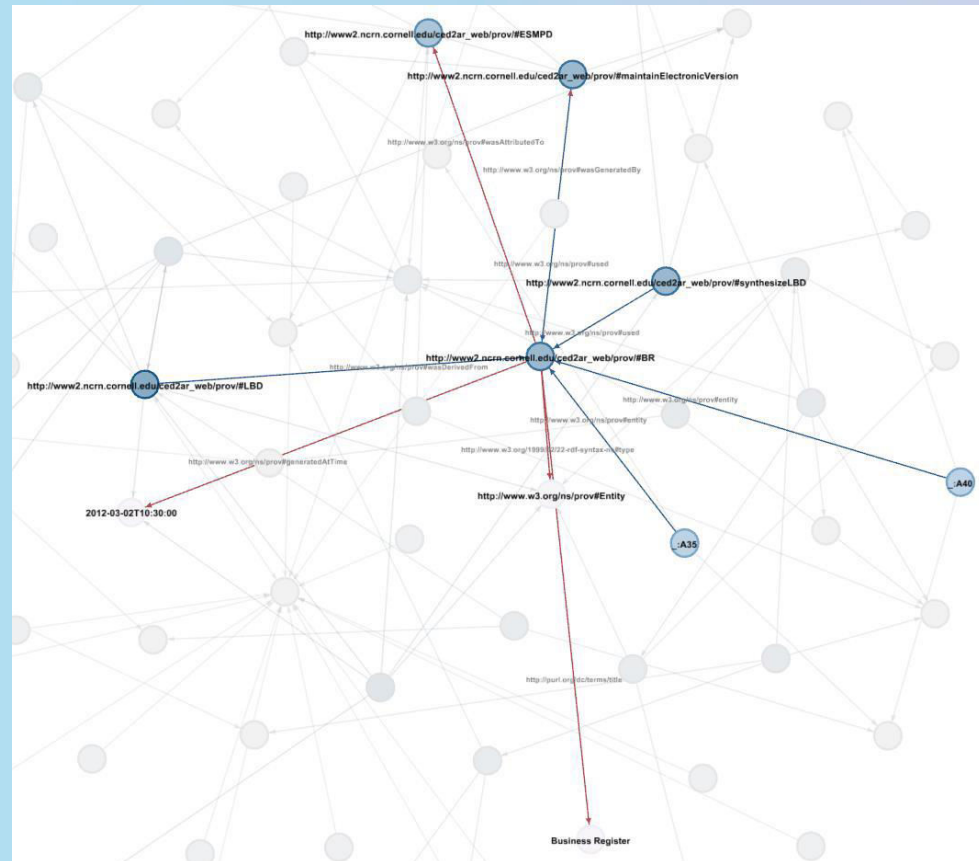 http://www2.ncrn.cornell.edu/ced2ar_web/prov/#ESMPD
http://www2.ncrn.cornell.edu/ced2ar_web/prov/#maintainElectronicVersion
http://www.w3.org/ns/prov#wasAttributedTo
http://www.w3.org/ns/prov#wasGeneratedBy
http://www.w3.org/ns/prov#used
http://www2.ncrn.cornell.edu/ced2ar_web/prov/#synthesizeLBD
http://www.w3.org/ns/prov#used
http://www2.ncrn.cornell.edu/ced2ar_web/prov/#BR
http://www.w3.org/ns/prov#wasDerivedFrom
http://www2.ncrn.cornell.edu/ced2ar_web/prov/#LBD
http://www.w3.org/ns/prov#entity
http://www.w3.org/ns/prov#entity
http://www.w3.org/1999/02/22-rdf-syntax-ns#type
http://www.w3.org/ns/prov#generatedAtTime
_:A40
http://www.w3.org/ns/prov#Entity
2012-03-02T10:30:00
_:A35
http://purl.org/dc/terms/title
Business Register